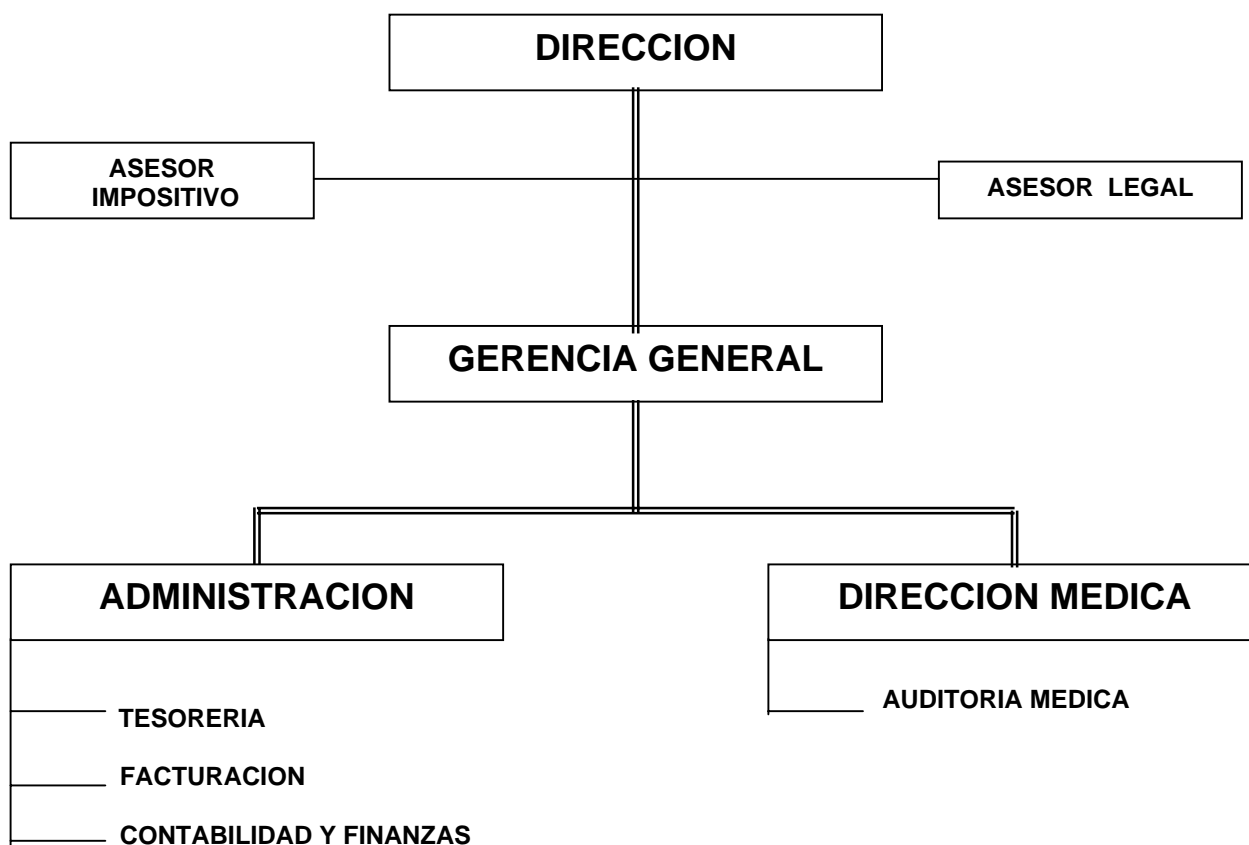 DIRECCION
ASESOR
IMPOSITIVO
ASESOR LEGAL
GERENCIA GENERAL
ADMINISTRACION
DIRECCION MEDICA
TESORERIA
AUDITORIA MEDICA
FACTURACION
CONTABILIDAD Y FINANZAS